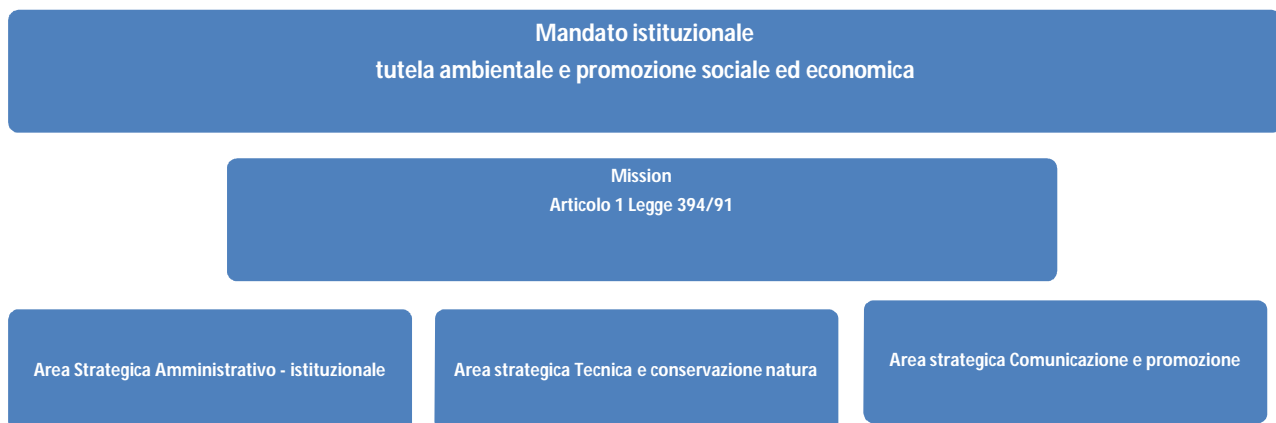 Mandato istituzionale
tutela ambientale e promozione sociale ed economica
Mission
Articolo 1 Legge 394/91
Area Strategica Amministrativo - istituzionale
Area strategica Tecnica e conservazione natura
Area strategica Comunicazione e promozione